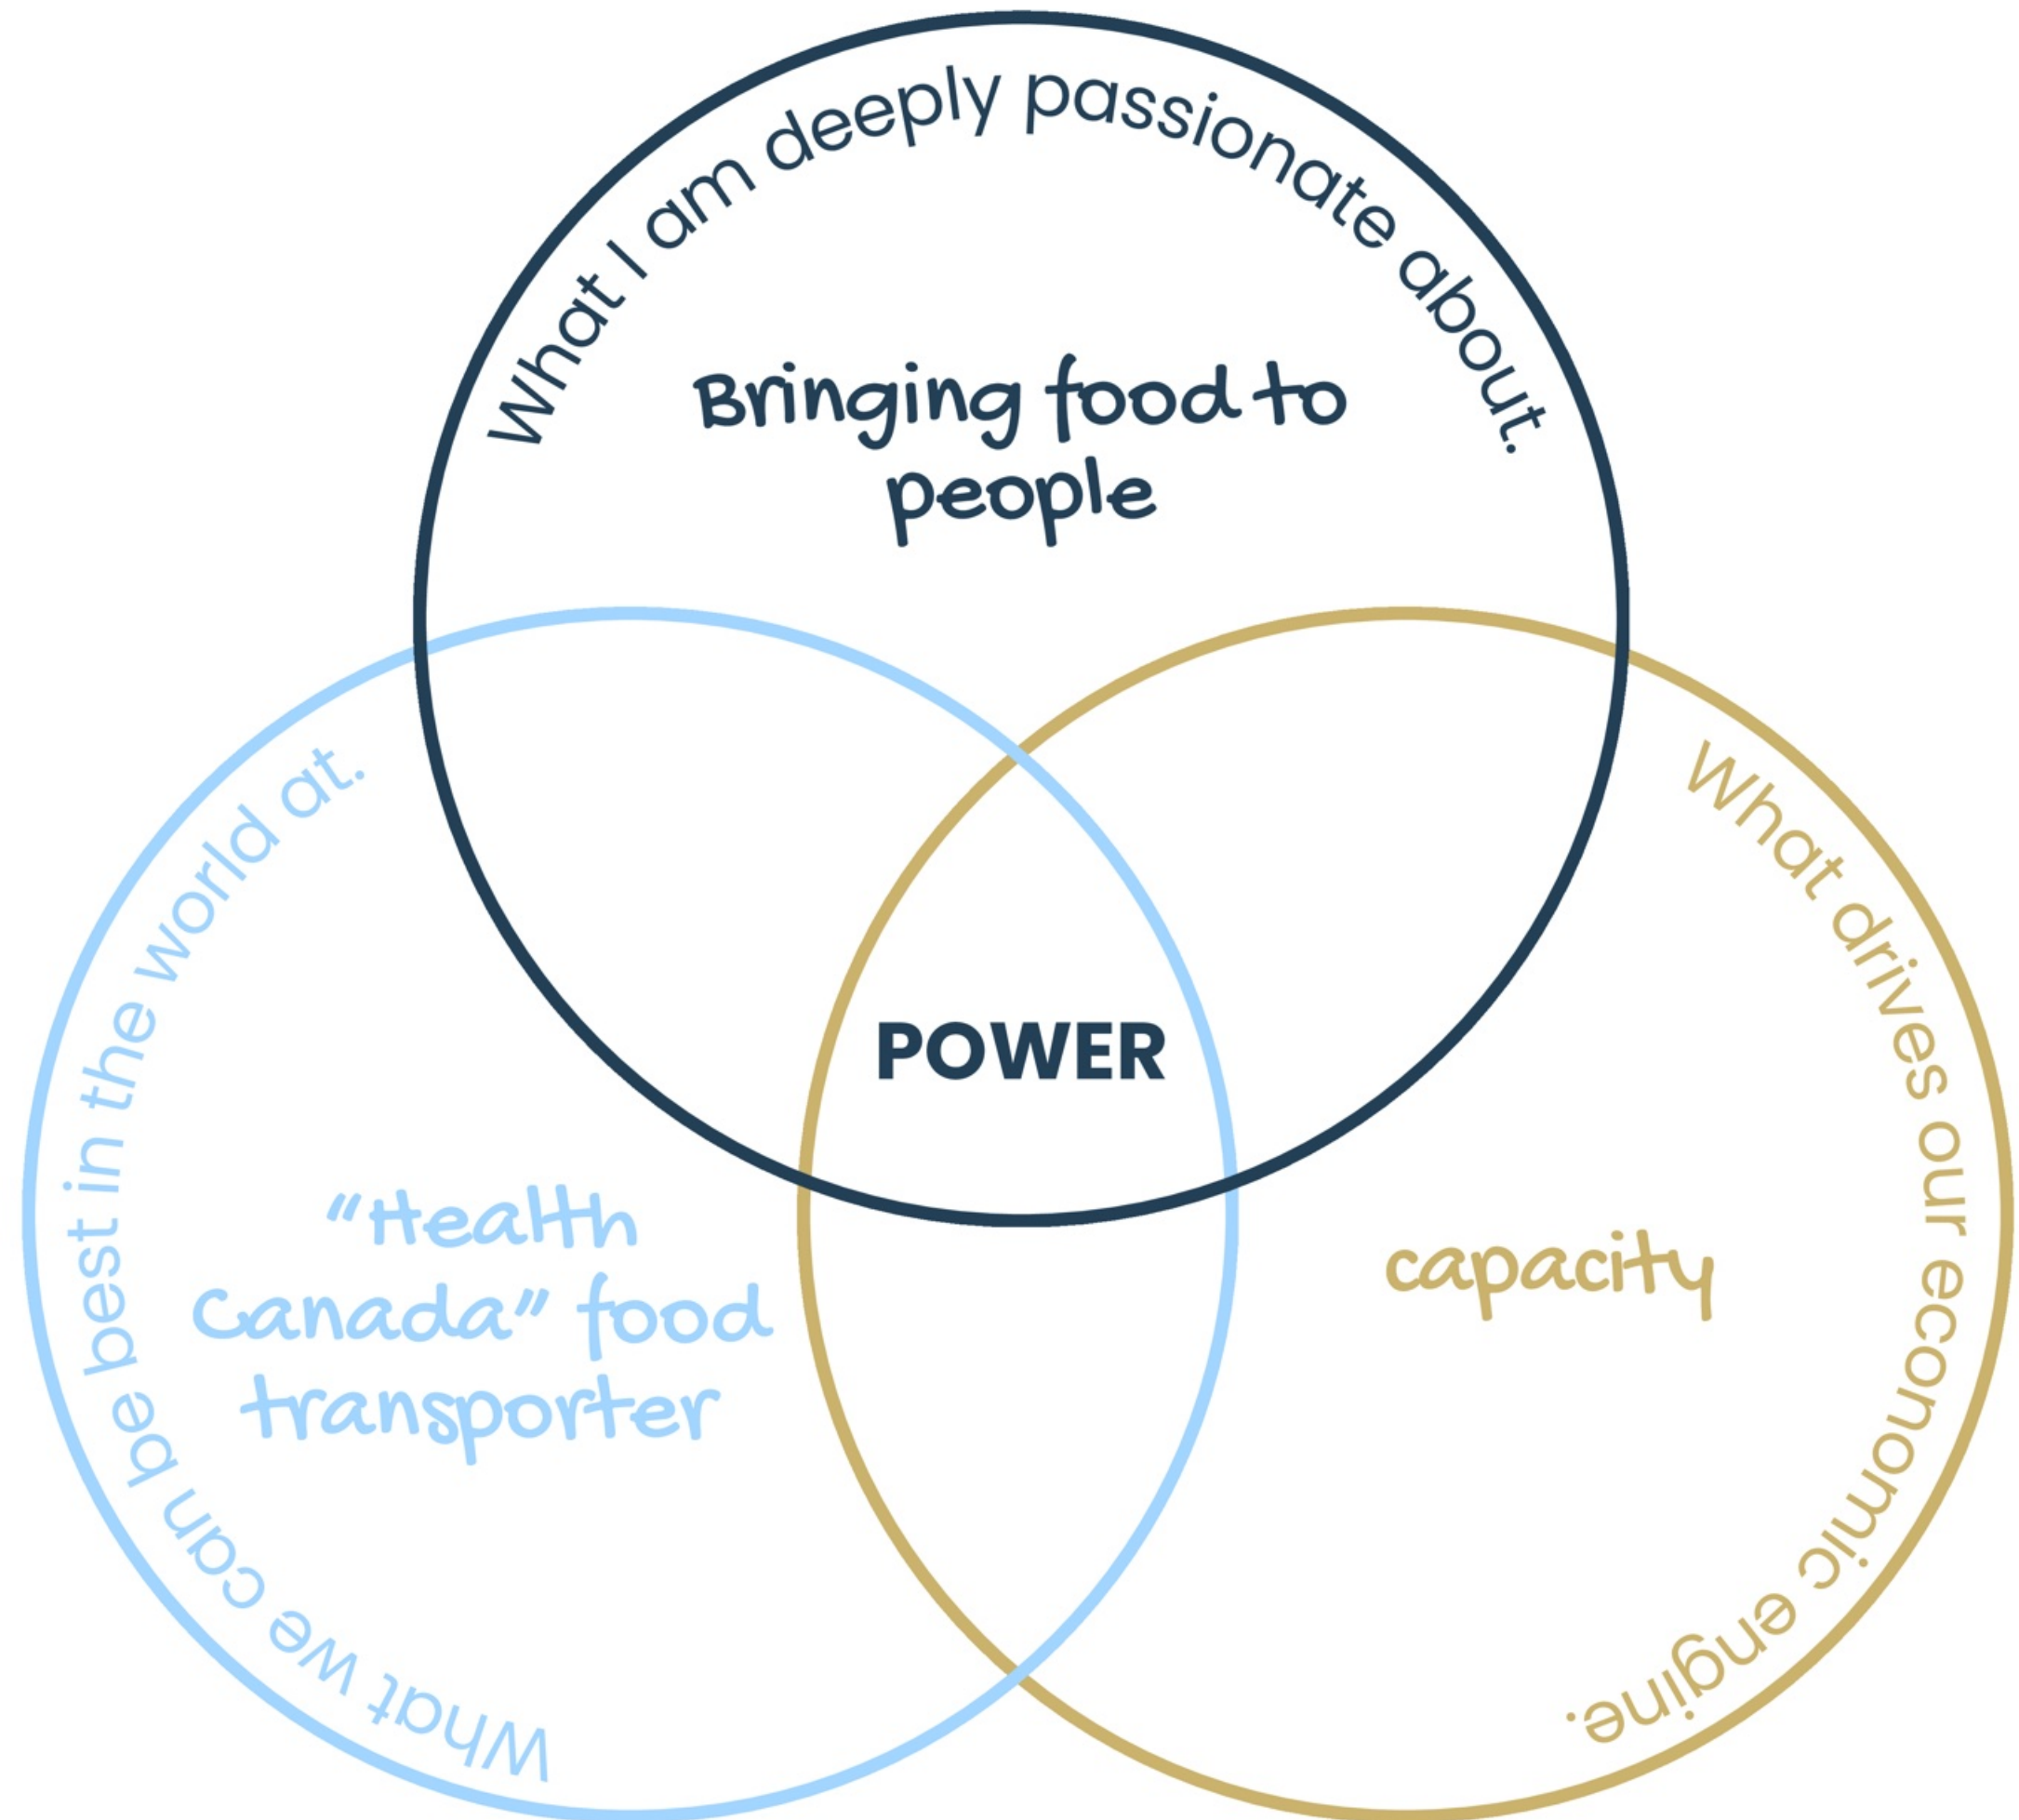 What I am deeply passionate about.
Bringing food to
people
What we can be best in the world at.
"Health
Canada" food
transporter
POWER
What drives our economic engine.
capacity